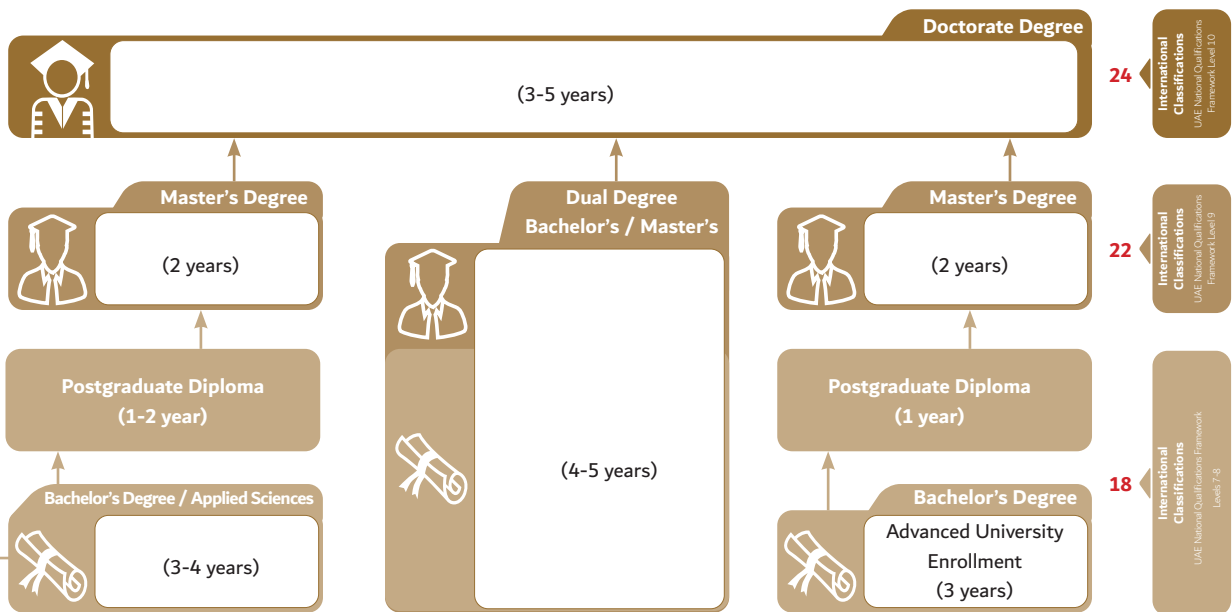 Doctorate Degree
(3-5 years)
24
International
Classifications
UAE National Qualifications
Framework Level 10
Master's Degree
(2 years)
Dual Degree
Bachelor's / Master's
(4-5 years)
Master's Degree
(2 years)
22
International
Classifications
UAE National Qualifications
Framework Level 9
Postgraduate Diploma
(1-2 year)
Postgraduate Diploma
(1 year)
Bachelor's Degree / Applied Sciences
(3-4 years)
Bachelor's Degree
Advanced University
Enrollment
(3 years)
18
International
Classifications
UAE National Qualifications Framework
Levels 7-8